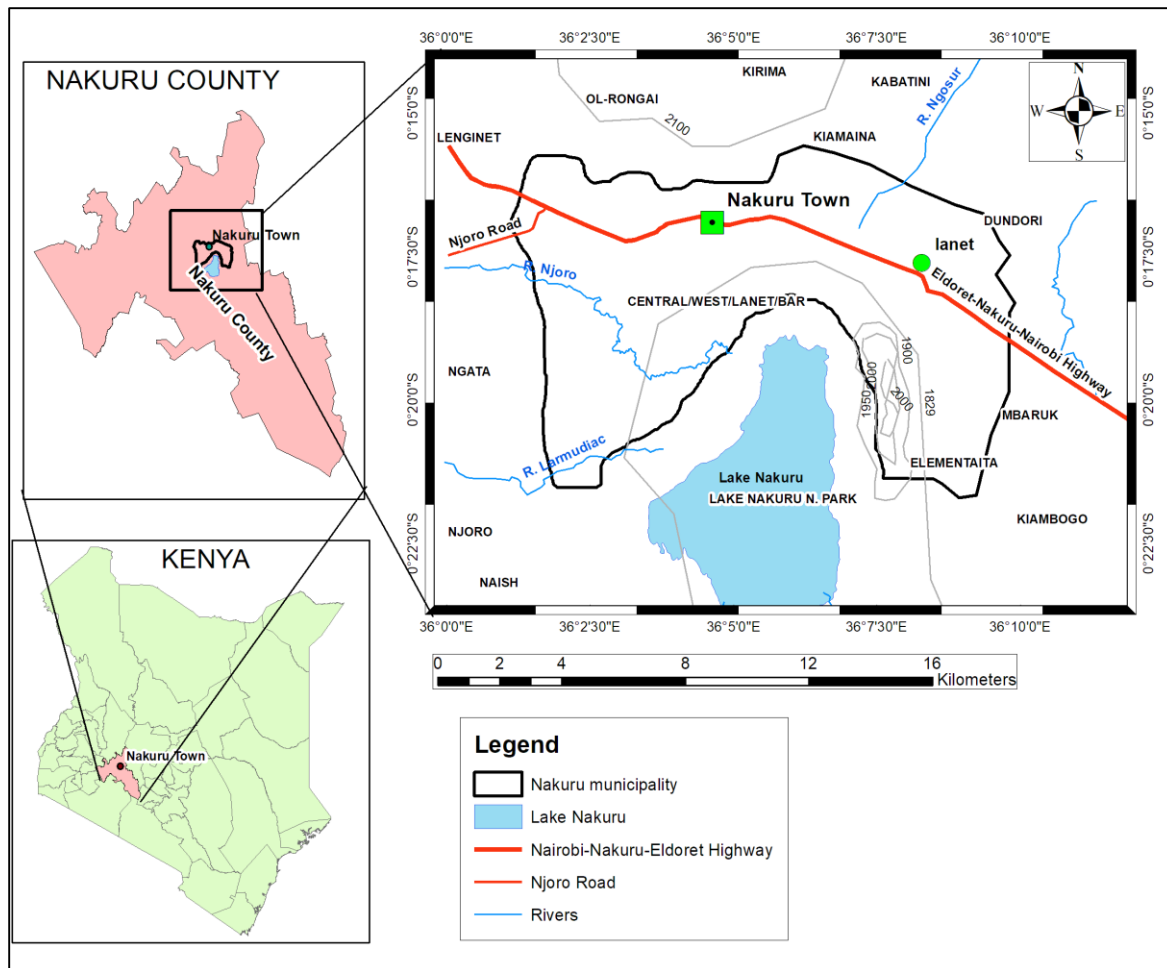 NAKURU COUNTY
Nakuru Town
Nakuru County
KENYA
Nakuru Town
36°0'0"E
36°2'30"E
36°5'0"E
36°7'30"E
36°10'0"E
0°15'0"S
0°17'30"S
0°20'0"S
0°22'30"S
0°15'0"S
0°17'30"S
0°20'0"S
0°22'30"S
36°0'0"E
36°2'30"E
36°5'0"E
36°7'30"E
36°10'0"E
N
W
E
S
KIRIMA
KABATINI
OL-RONGAI
R. Ngosur
2100
LENGINET
KIAMAINA
Nakuru Town
DUNDORI
Njoro Road
Ianet
R. Njoro
Eldoret-Nakuru-Nairobi Highway
CENTRAL/WEST/LANET/BAR
NGATA
1900
2000
1950
2000
1829
MBARUK
ELEMENTAITA
R. Larmudiac
Lake Nakuru
LAKE NAKURU N. PARK
KIAMBOGO
NJORO
NAISH
0 2 4 8 12 16
Kilometers
Legend
Nakuru municipality
Lake Nakuru
Nairobi-Nakuru-Eldoret Highway
Njoro Road
Rivers